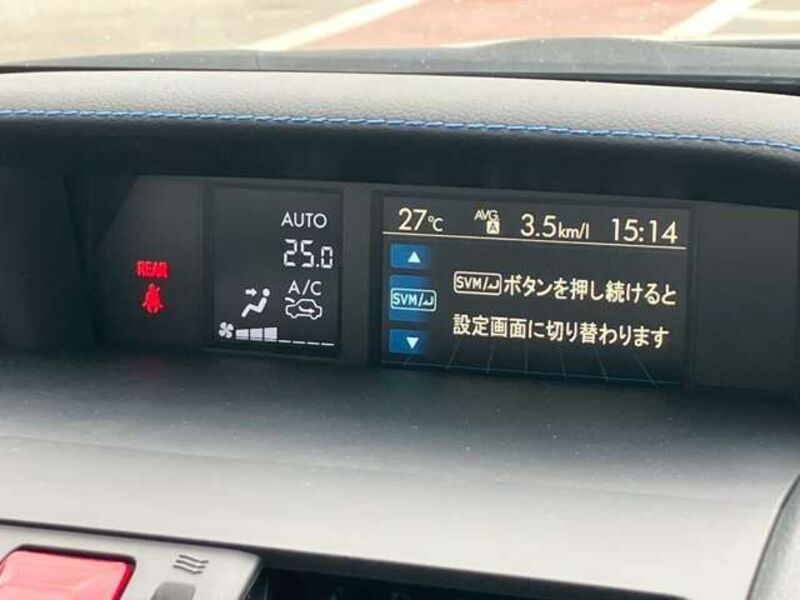 REAR
AUTO
25.0
A/C
27℃ AVG. A 3.5km/l 15:14
SVM/↵
SVM/↵ボタンを押し続けると
設定画面に切り替わります